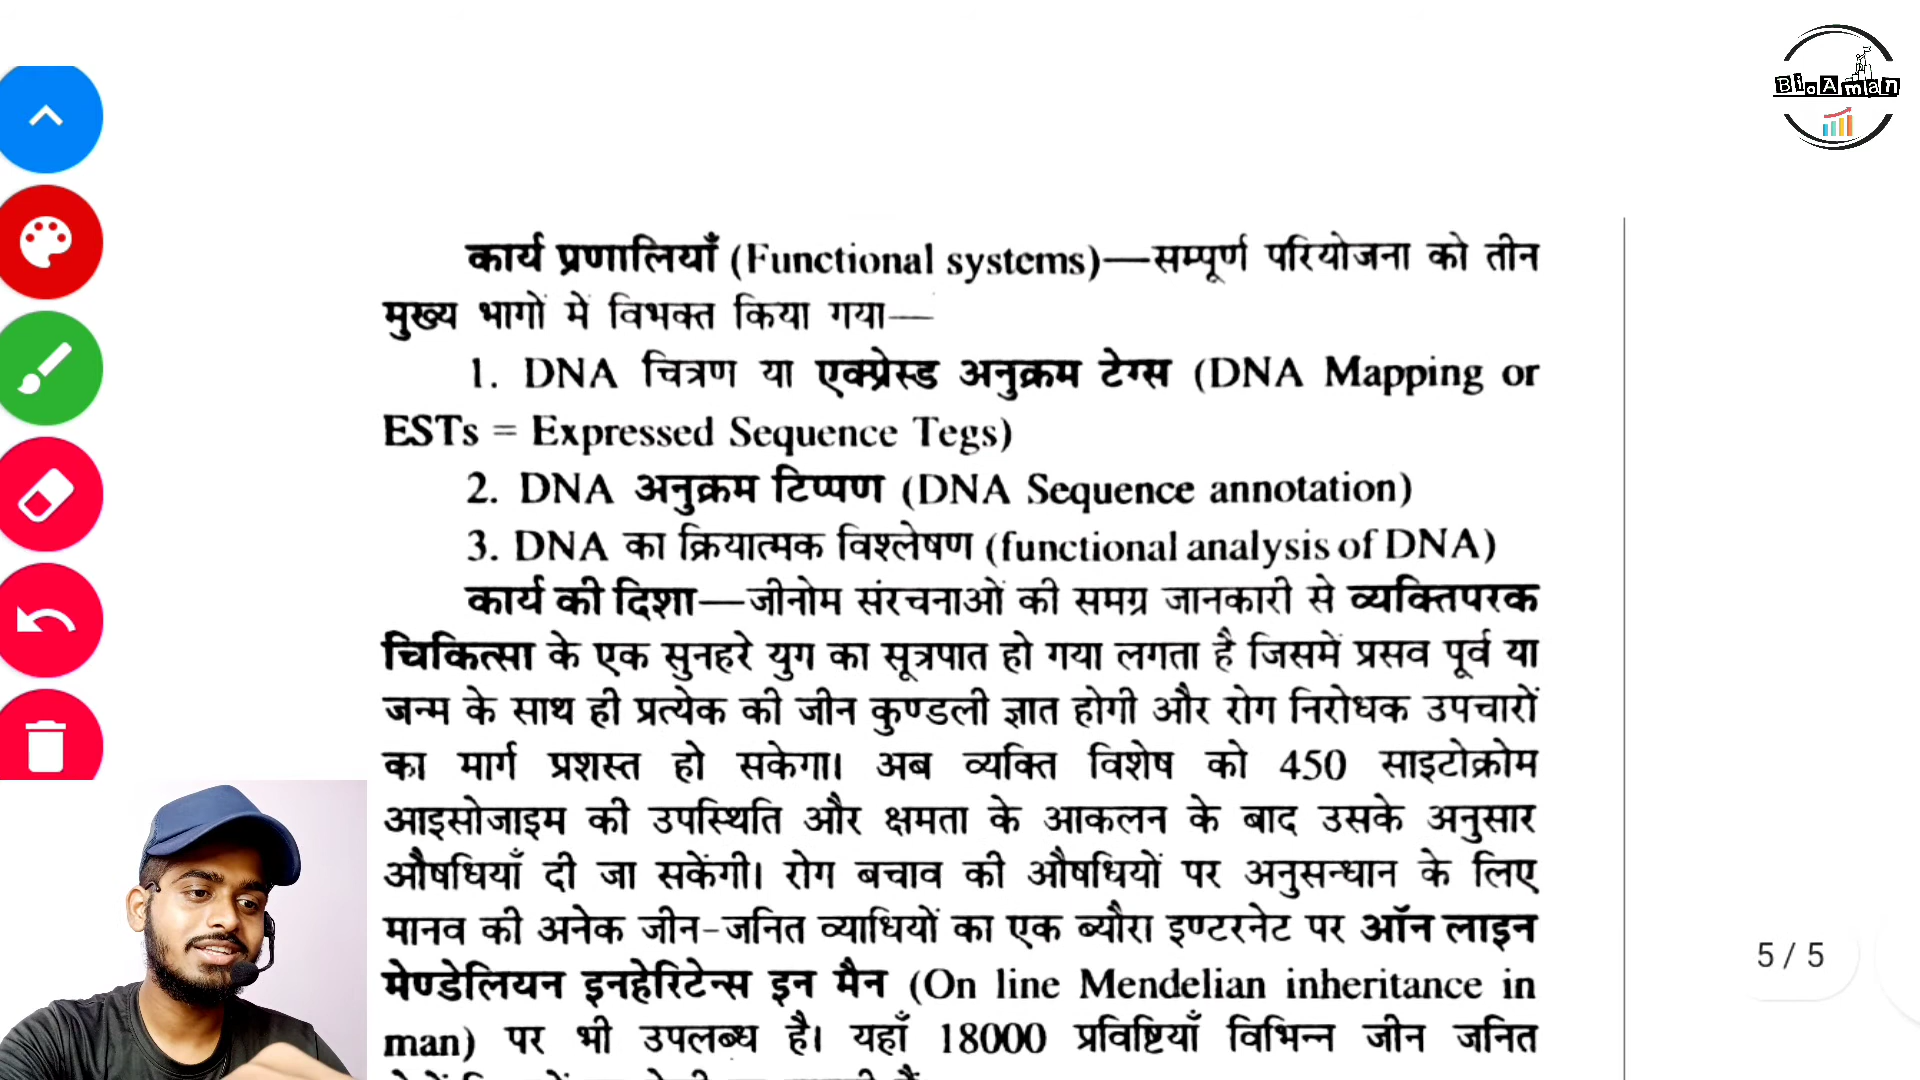 BioAman
कार्य प्रणालियाँ (Functional systems)—सम्पूर्ण परियोजना को तीन
मुख्य भागों में विभक्त किया गया—
1. DNA चित्रण या एक्प्रेस्ड अनुक्रम टेग्स (DNA Mapping or
ESTs = Expressed Sequence Tegs)
2. DNA अनुक्रम टिप्पण (DNA Sequence annotation)
3. DNA का क्रियात्मक विश्लेषण (functional analysis of DNA)
कार्य की दिशा—जीनोम संरचनाओं की समग्र जानकारी से व्यक्तिपरक
चिकित्सा के एक सुनहरे युग का सूत्रपात हो गया लगता है जिसमें प्रसव पूर्व या
जन्म के साथ ही प्रत्येक की जीन कुण्डली ज्ञात होगी और रोग निरोधक उपचारों
का मार्ग प्रशस्त हो सकेगा। अब व्यक्ति विशेष को 450 साइटोक्रोम
आइसोजाइम की उपस्थिति और क्षमता के आकलन के बाद उसके अनुसार
औषधियाँ दी जा सकेंगी। रोग बचाव की औषधियों पर अनुसन्धान के लिए
मानव की अनेक जीन-जनित व्याधियों का एक ब्यौरा इण्टरनेट पर ऑन लाइन
मेण्डेलियन इनहेरिटेन्स इन मैन (On line Mendelian inheritance in
man) पर भी उपलब्ध है। यहाँ 18000 प्रविष्टियाँ विभिन्न जीन जनित
5 / 5